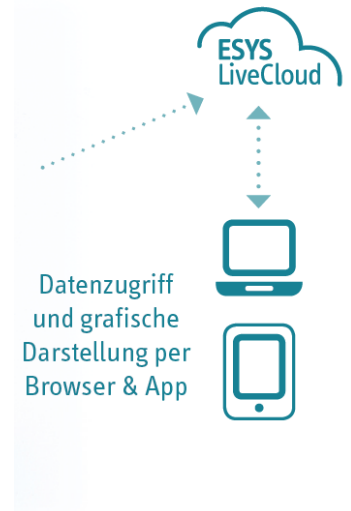 ESYS
LiveCloud
Datenzugriff
und grafische
Darstellung per
Browser & App